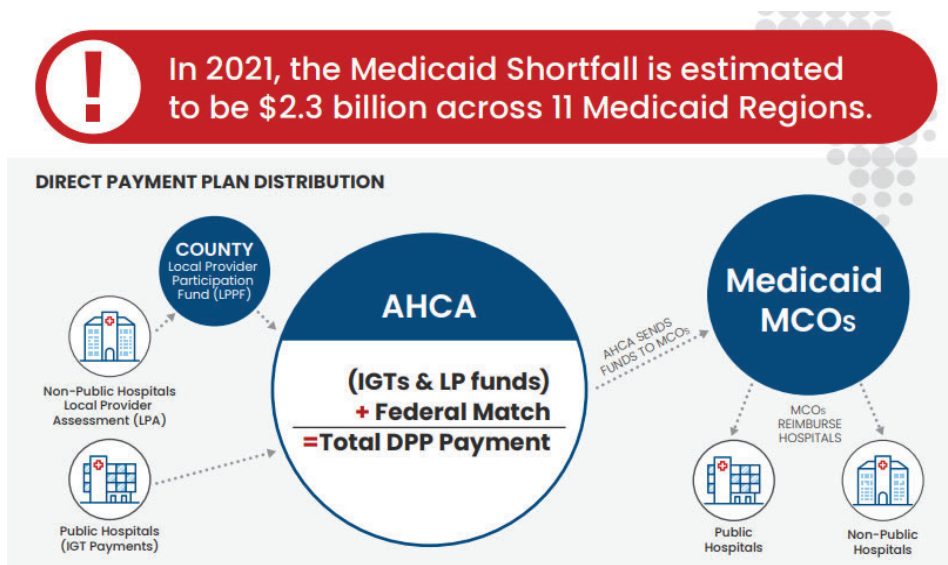 !
In 2021, the Medicaid Shortfall is estimated
to be $2.3 billion across 11 Medicaid Regions.
DIRECT PAYMENT PLAN DISTRIBUTION
COUNTY
Local Provider
Participation
Fund (LPPF)
Non-Public Hospitals
Local Provider
Assessment (LPA)
Public Hospitals
(IGT Payments)
AHCA
(IGTs & LP funds)
+ Federal Match
=Total DPP Payment
AHCA SENDS
FUNDS TO MCOs
Medicaid
MCOs
MCOs
REIMBURSE
HOSPITALS
Public
Hospitals
Non-Public
Hospitals